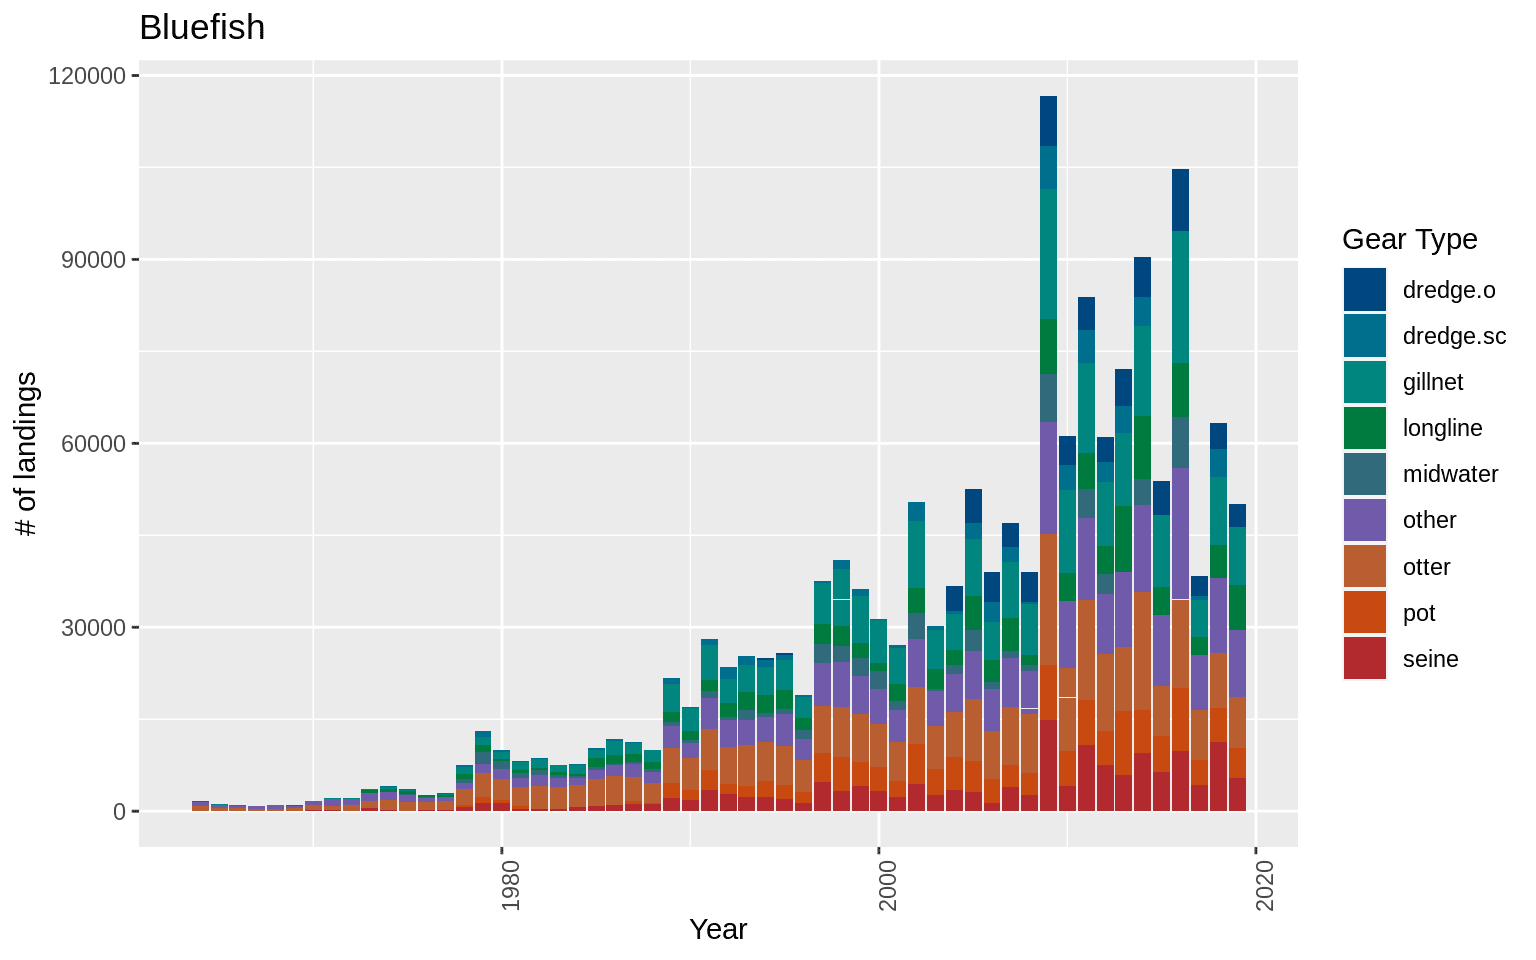 Bluefish
120000
90000
60000
30000
0
# of landings
1980
2000
2020
Year
Gear Type
dredge.o
dredge.sc
gillnet
longline
midwater
other
otter
pot
seine